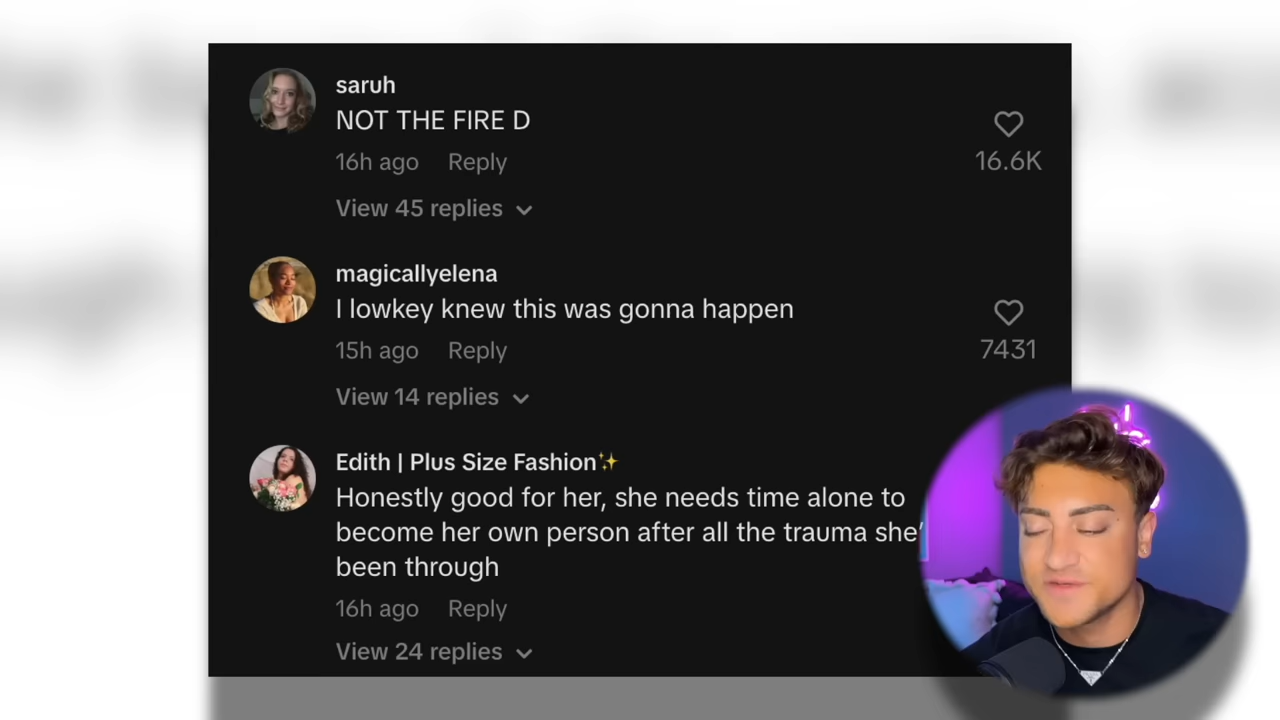 saruh
NOT THE FIRE D
16.6K
16h ago Reply
View 45 replies
magicallyelena
I lowkey knew this was gonna happen
7431
15h ago Reply
View 14 replies
Edith | Plus Size Fashion✨
Honestly good for her, she needs time alone to
become her own person after all the trauma she'
been through
16h ago Reply
View 24 replies